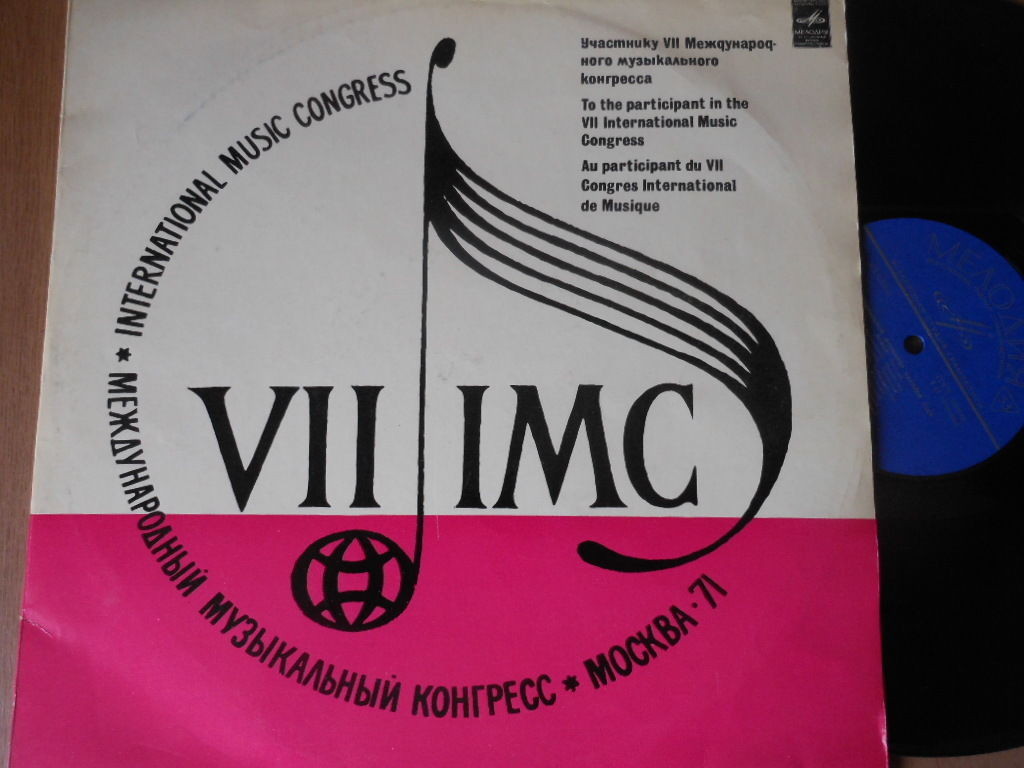 МЕЛОДИЯ
Участнику VII Международ-
ного музыкального
конгресса
To the participant in the
VII International Music
Congress
Au participant du VII
Congres International
de Musique
INTERNATIONAL MUSIC CONGRESS
VII IMC
* МЕЖДУНАРОДНЫЙ МУЗЫКАЛЬНЫЙ КОНГРЕСС * МОСКВА·71
МЕЛОДИЯ